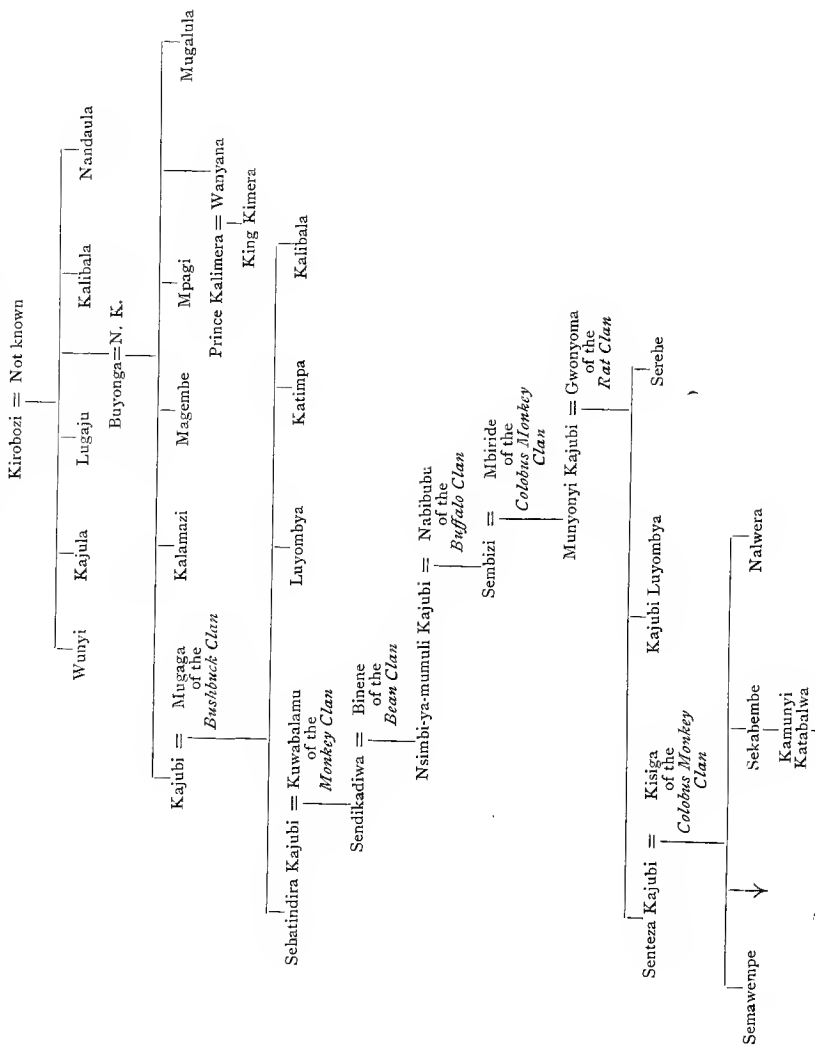 Kirobozi = Not known
Wunyi Kajula Lugaju Kalibala Nandaula
Buyonga=N. K.
Kajubi = Mugaga
of the
Bushbuck Clan
Kalamazi Magembe Mpagi Mugalula
Prince Kalimera = Wanyana
King Kimera
Sebatindira Kajubi = Kuwabalamu
of the
Monkey Clan
Luyombya Katimpa Kalibala
Sendikadiwa = Binene
of the
Bean Clan
Nsimbi-ya-mumuli Kajubi = Nabibubu
of the
Buffalo Clan
Sembizi = Mbiride
of the
Colobus Monkey
Clan
Munyonyi Kajubi = Gwonyoma
of the
Rat Clan
Senteza Kajubi = Kisiga
of the
Colobus Monkey
Clan
Kajubi Luyombya Serehe
Semawempe Sekabembe Nalwera
Kamunyi
Katabalwa